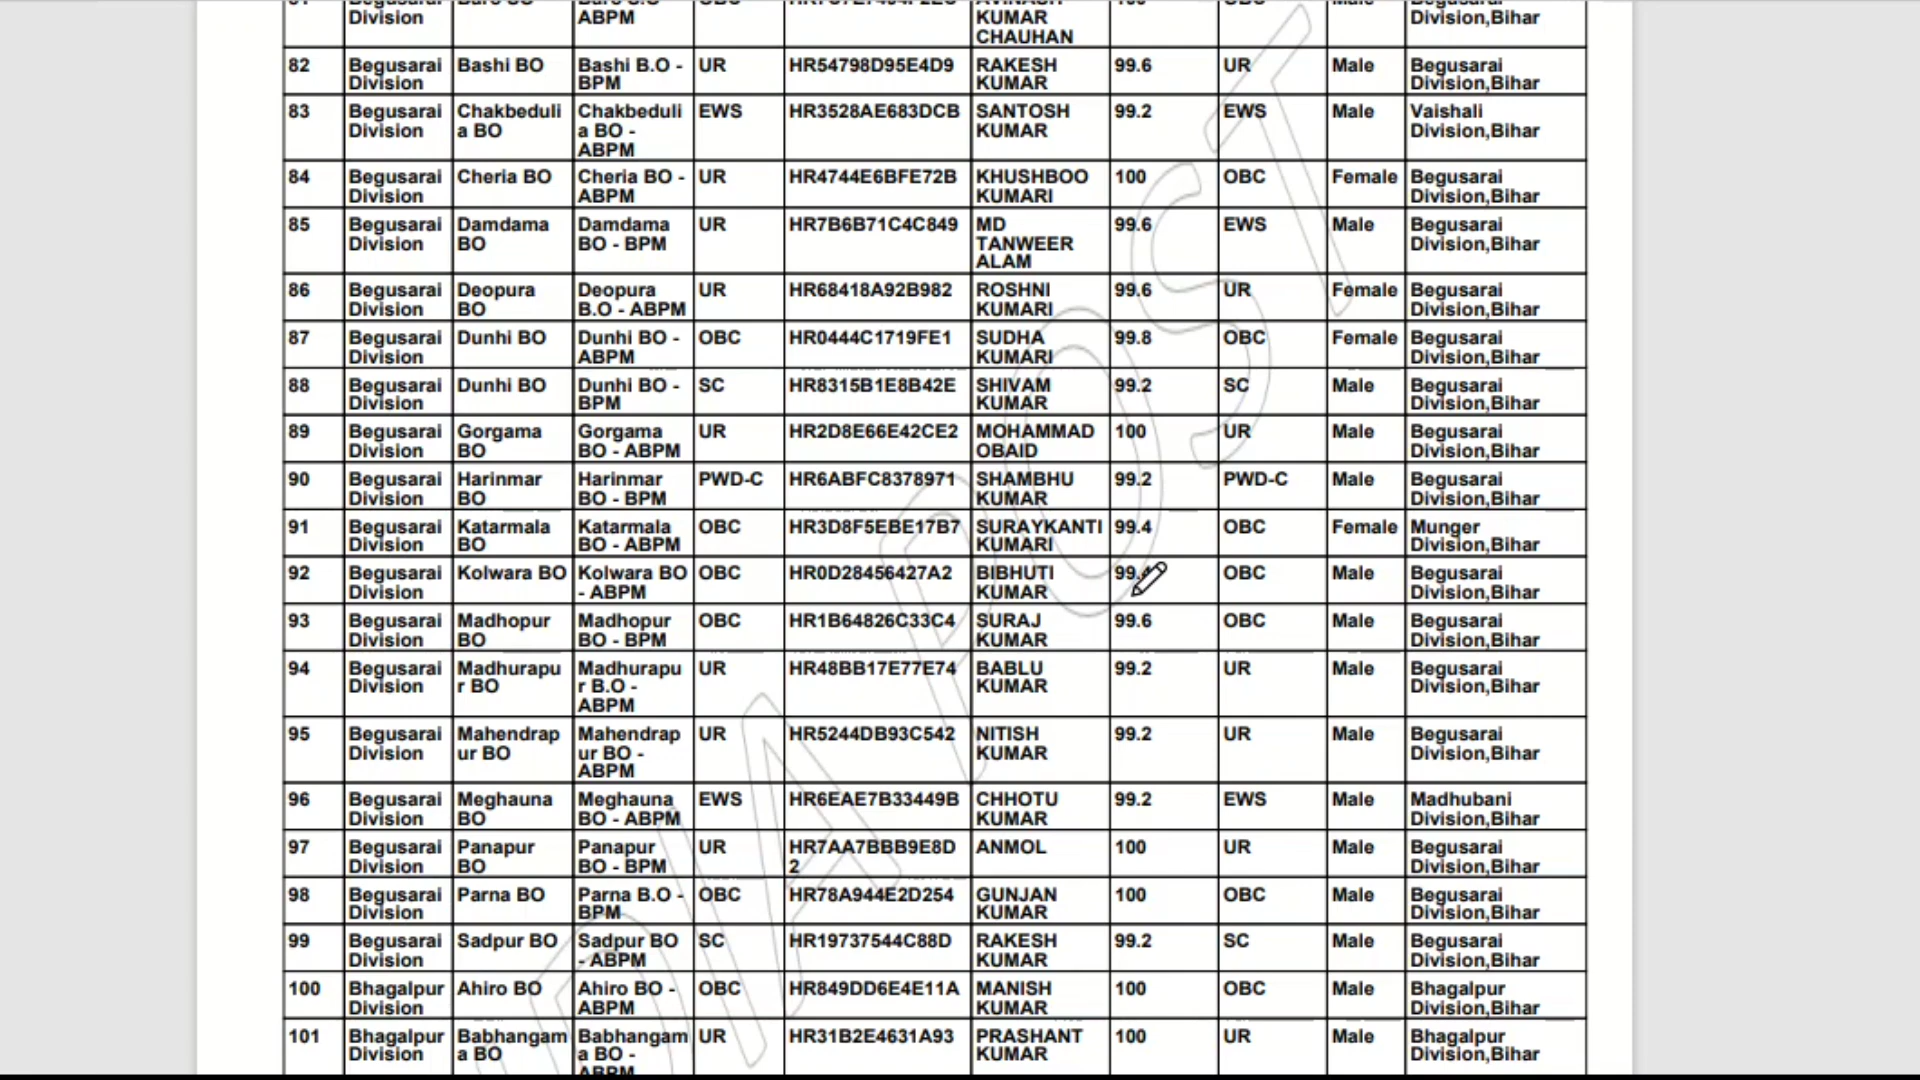 Division ABPM KUMAR Division,Bihar
CHAUHAN
82 Begusarai Bashi BO Bashi B.O - UR HR54798D95E4D9 RAKESH 99.6 UR Male Begusarai
Division BPM KUMAR Division,Bihar
83 Begusarai Chakbeduli Chakbeduli EWS HR3528AE683DCB SANTOSH 99.2 EWS Male Vaishali
Division a BO a BO - KUMAR Division,Bihar
ABPM
84 Begusarai Cheria BO Cheria BO - UR HR4744E6BFE72B KHUSHBOO 100 OBC Female Begusarai
Division ABPM KUMARI Division,Bihar
85 Begusarai Damdama Damdama UR HR7B6B71C4C849 MD 99.6 EWS Male Begusarai
Division BO BO - BPM TANWEER Division,Bihar
ALAM
86 Begusarai Deopura Deopura UR HR68418A92B982 ROSHNI 99.6 UR Female Begusarai
Division BO B.O - ABPM KUMARI Division,Bihar
87 Begusarai Dunhi BO Dunhi BO - OBC HR0444C1719FE1 SUDHA 99.8 OBC Female Begusarai
Division ABPM KUMARI Division,Bihar
88 Begusarai Dunhi BO Dunhi BO - SC HR8315B1E8B42E SHIVAM 99.2 SC Male Begusarai
Division BPM KUMAR Division,Bihar
89 Begusarai Gorgama Gorgama UR HR2D8E66E42CE2 MOHAMMAD 100 UR Male Begusarai
Division BO BO - ABPM OBAID Division,Bihar
90 Begusarai Harinmar Harinmar PWD-C HR6ABFC8378971 SHAMBHU 99.2 PWD-C Male Begusarai
Division BO BO - BPM KUMAR Division,Bihar
91 Begusarai Katarmala Katarmala OBC HR3D8F5EBE17B7 SURAYKANTI 99.4 OBC Female Munger
Division BO BO - ABPM KUMARI Division,Bihar
92 Begusarai Kolwara BO Kolwara BO OBC HR0D28456427A2 BIBHUTI OBC Male Begusarai
Division - ABPM KUMAR Division,Bihar
93 Begusarai Madhopur Madhopur OBC HR1B64826C33C4 SURAJ 99.6 OBC Male Begusarai
Division BO BO - BPM KUMAR Division,Bihar
94 Begusarai Madhurapu Madhurapu UR HR48BB17E77E74 BABLU 99.2 UR Male Begusarai
Division r BO r B.O - KUMAR Division,Bihar
ABPM
95 Begusarai Mahendrap Mahendrap UR HR5244DB93C542 NITISH 99.2 UR Male Begusarai
Division ur BO ur BO - KUMAR Division,Bihar
ABPM
96 Begusarai Meghauna Meghauna EWS HR6EAE7B33449B CHHOTU 99.2 EWS Male Madhubani
Division BO BO - ABPM KUMAR Division,Bihar
97 Begusarai Panapur Panapur UR HR7AA7BBB9E8D ANMOL 100 UR Male Begusarai
Division BO BO - BPM 2 Division,Bihar
98 Begusarai Parna BO Parna B.O - OBC HR78A944E2D254 GUNJAN 100 OBC Male Begusarai
Division BPM KUMAR Division,Bihar
99 Begusarai Sadpur BO Sadpur BO SC HR19737544C88D RAKESH 99.2 SC Male Begusarai
Division - ABPM KUMAR Division,Bihar
100 Bhagalpur Ahiro BO Ahiro BO - OBC HR849DD6E4E11A MANISH 100 OBC Male Bhagalpur
Division ABPM KUMAR Division,Bihar
101 Bhagalpur Babhangam Babhangam UR HR31B2E4631A93 PRASHANT 100 UR Male Bhagalpur
Division a BO a BO - KUMAR Division,Bihar
ABPM
DIA POST